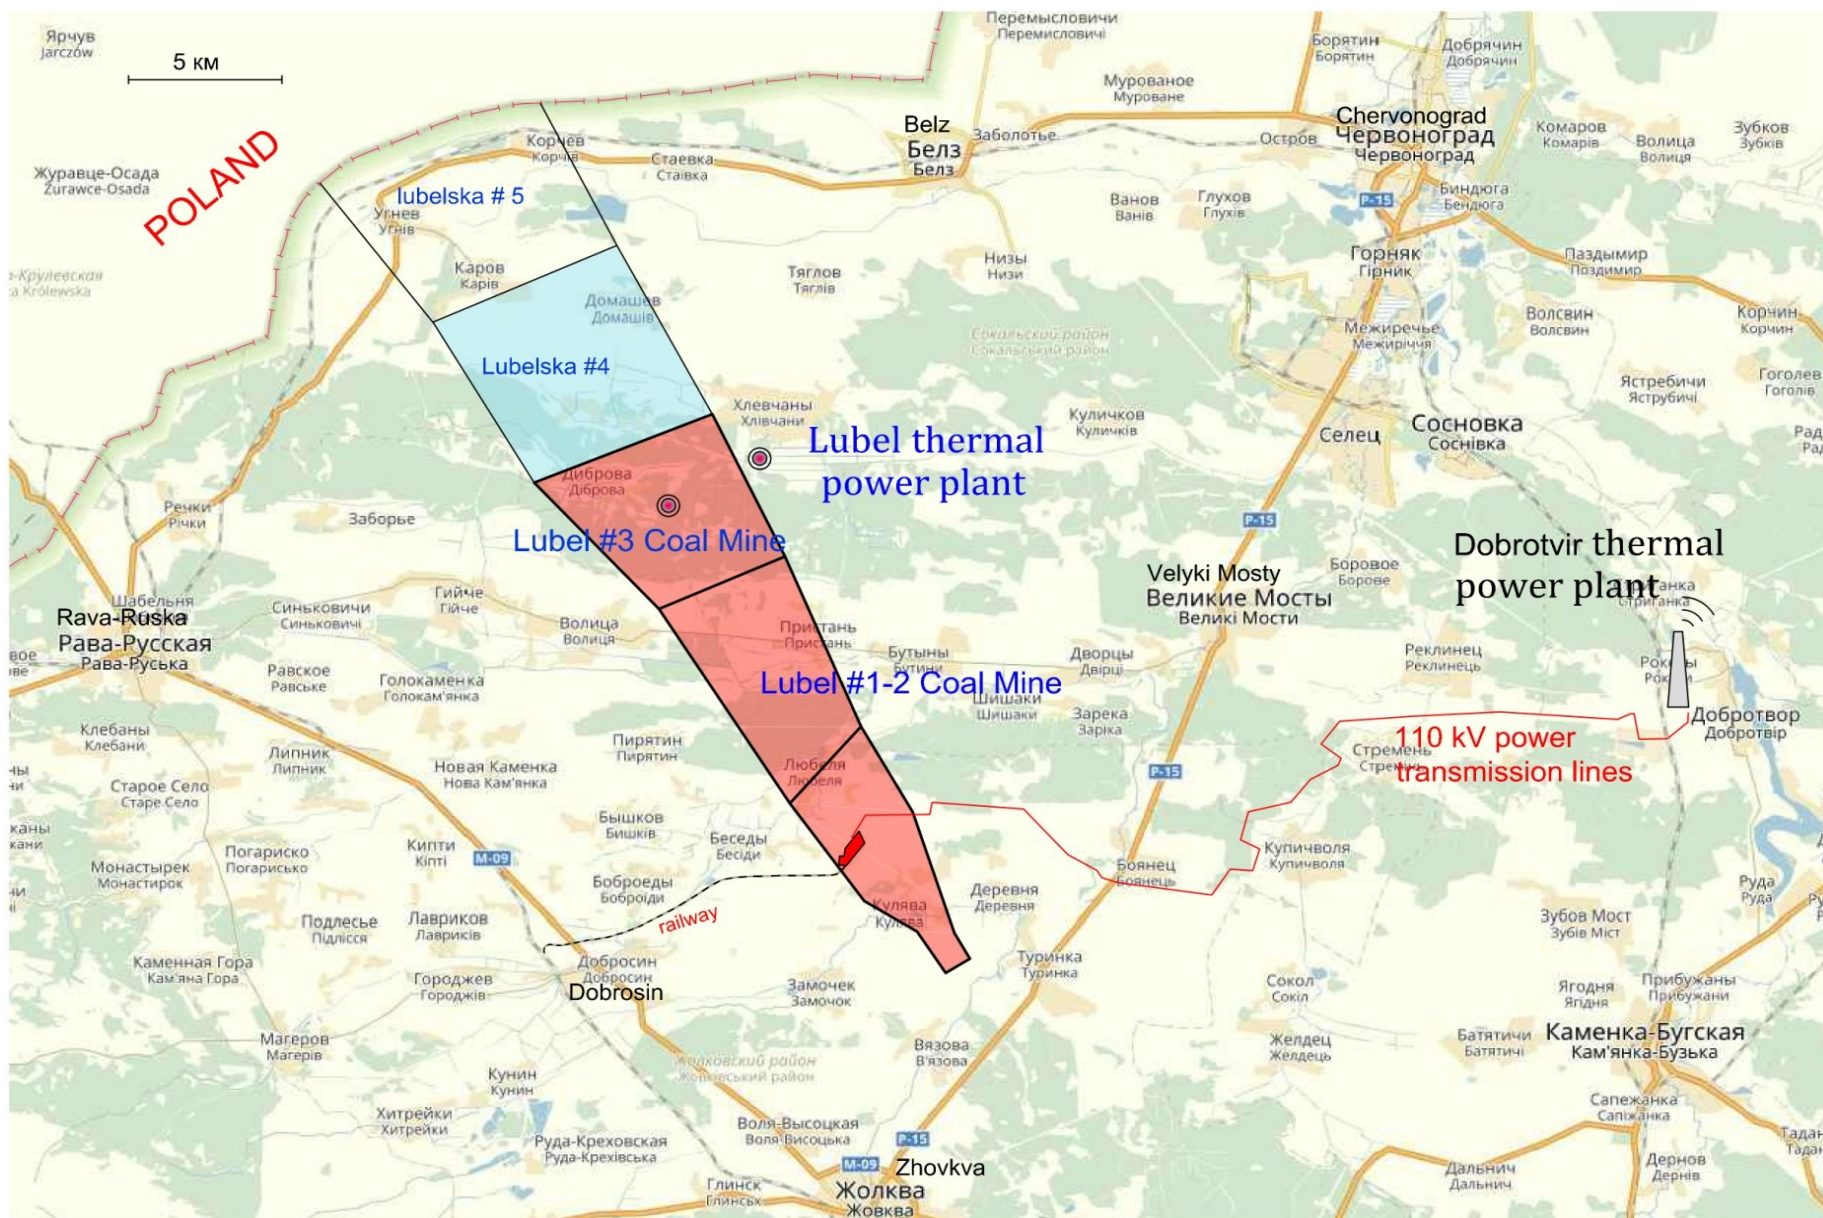 Ярчув
Jarczów
5 км
Перемысловичи
Перемисловичі
Борятин
Борятин
Добрячин
Добрячин
Мурованое
Муроване
POLAND
Журавце-Осада
Żurawce-Osada
Корчев
Корчів
Стаевка
Стаївка
Belz
Белз
Белз
Заболотье
Остров
Chervonograd
Червоноград
Червоноград
Комаров
Комарів
Волица
Волиця
Зубков
Зубків
lubelska # 5
Угнев
Угнів
Ванов
Ванів
Глухов
Глухів
P-15
Биндюга
Бендюга
Каров
Карів
Низы
Низи
Тяглов
Тяглів
Горняк
Гірник
Паздымир
Поздимир
Домашев
Домашів
Сокальский район
Сокальський район
Волсвин
Волсвин
Корчин
Корчин
Межиречье
Межиріччя
Lubelska #4
Ястребичи
Яструбичі
Гоголев
Гоголів
Хлевчаны
Хлівчани
Куличков
Куличків
Lubel thermal
power plant
Селец
Сосновка
Соснівка
Диброва
Діброва
Речки
Річки
Заборье
Lubel #3 Coal Mine
P-15
Dobrotvir thermal
power plant
Velyki Mosty
Великие Мосты
Великі Мости
Боровое
Борове
Шабельня
Rava-Ruska
Рава-Русская
Рава-Руська
Синьковичи
Синьковичі
Гийче
Гійче
Волица
Волиця
Пристань
Пристань
Бутыны
Бутини
Дворцы
Двірці
Реклинец
Реклинець
Равское
Равське
Голокаменка
Голокам'янка
Lubel #1-2 Coal Mine
Шишаки
Шишаки
Зарека
Заріка
Добротвор
Добротвір
Клебаны
Клебани
Липник
Липник
Пирятин
Пирятин
Новая Каменка
Нова Кам'янка
Любеля
Любеля
P-15
Стремень
110 kV power
transmission lines
Старое Село
Старе Село
Бышков
Бишків
Беседы
Бесіди
Кипти
Кіпті
M-09
Погариско
Погарисько
Монастырек
Монастирок
Боброеды
Боброїди
Боянец
Боянець
Купичволя
Купичволя
Деревня
Деревня
Руда
Руда
Кулява
Кулява
railway
Подлесье
Підлісся
Лавриков
Лавриків
Зубов Мост
Зубів Міст
Каменная Гора
Кам'яна Гора
Городжев
Городжів
Добросин
Добросин
Dobrosin
Замочек
Замочок
Туринка
Туринка
Сокол
Сокіл
Ягодня
Ягідня
Прибужаны
Прибужани
Магеров
Магерів
Вязова
В'язова
Желдец
Желдець
Батятичи
Батятичі
Каменка-Бугская
Кам'янка-Бузька
Жолковский район
Жовківський район
Кунин
Кунин
Хитрейки
Хитрейки
Сапежанка
Сапіжанка
Руда-Креховская
Руда-Крехівська
Воля-Высоцкая
Воля-Висоцька
P-15
M-09
Zhovkva
Жолква
Жовква
Глинск
Глинськ
Дальнич
Дальнич
Дернов
Дернів